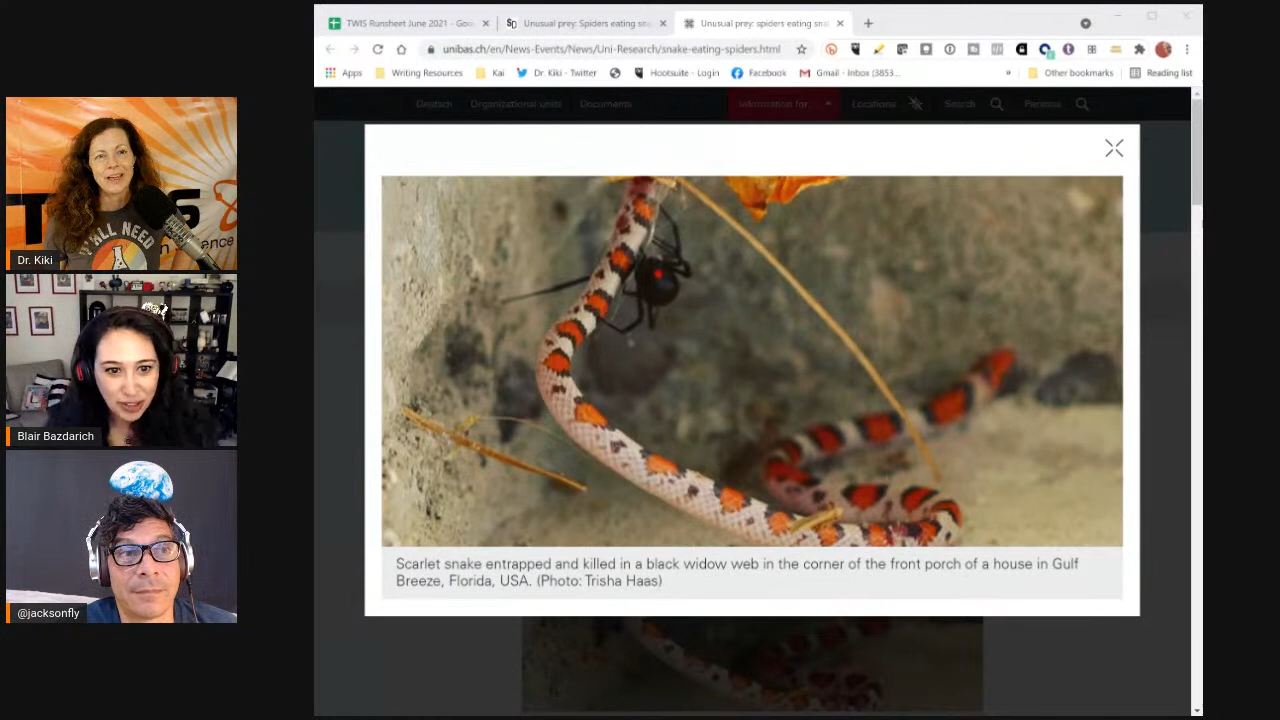 TWIS Runsheet June 2021 - Goo
Unusual prey: Spiders eating sn
Unusual prey: spiders eating sna
unibas.ch/en/News-Events/News/Uni-Research/snake-eating-spiders.html
Apps
Writing Resources
Kai
Dr. Kiki - Twitter
Hootsuite - Login
Facebook
Gmail - Inbox (3853...
»
Other bookmarks
Reading list
Deutsch
Organizational units
Documents
Information for...
Locations
Search
Personal
Y'ALL NEED
Dr. Kiki
Blair Bazdarich
@jacksonfly
Scarlet snake entrapped and killed in a black widow web in the corner of the front porch of a house in Gulf
Breeze, Florida, USA. (Photo: Trisha Haas)